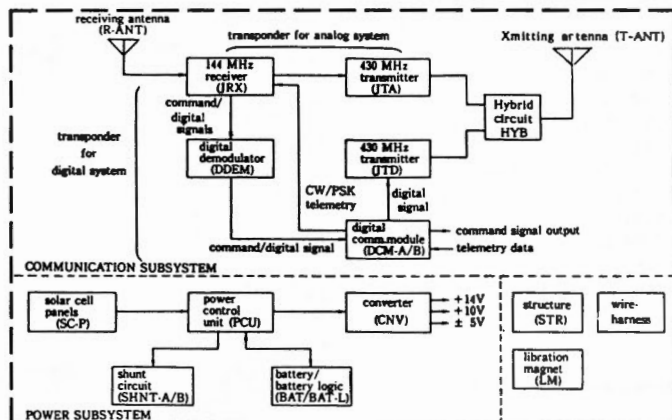 receiving antenna
(R-ANT)
transponder for analog system
Xmitting artenna (T-ANT)
144 MHz
receiver
(JRX)
430 MHz
transmitter
(JTA)
command/
digital
signals
Hybrid
circuit
HYB
transponder
for
digital system
digital
demodulator
(DDEM)
430 MHz
transmitter
(JTD)
CW/PSK
telemetry
digital
signal
digital
comm.module
(DCM-A/B)
command/digital signal
command signal output
telemetry data
COMMUNICATION SUBSYSTEM
solar cell
panels
(SC-P)
power
control
unit (PCU)
converter
(CNV)
+14V
+10V
± 5V
structure
(STR)
wire-
harness
shunt
circuit
(SHNT-A/B)
battery/
battery logic
(BAT/BAT-L)
libration
magnet
(LM)
POWER SUBSYSTEM